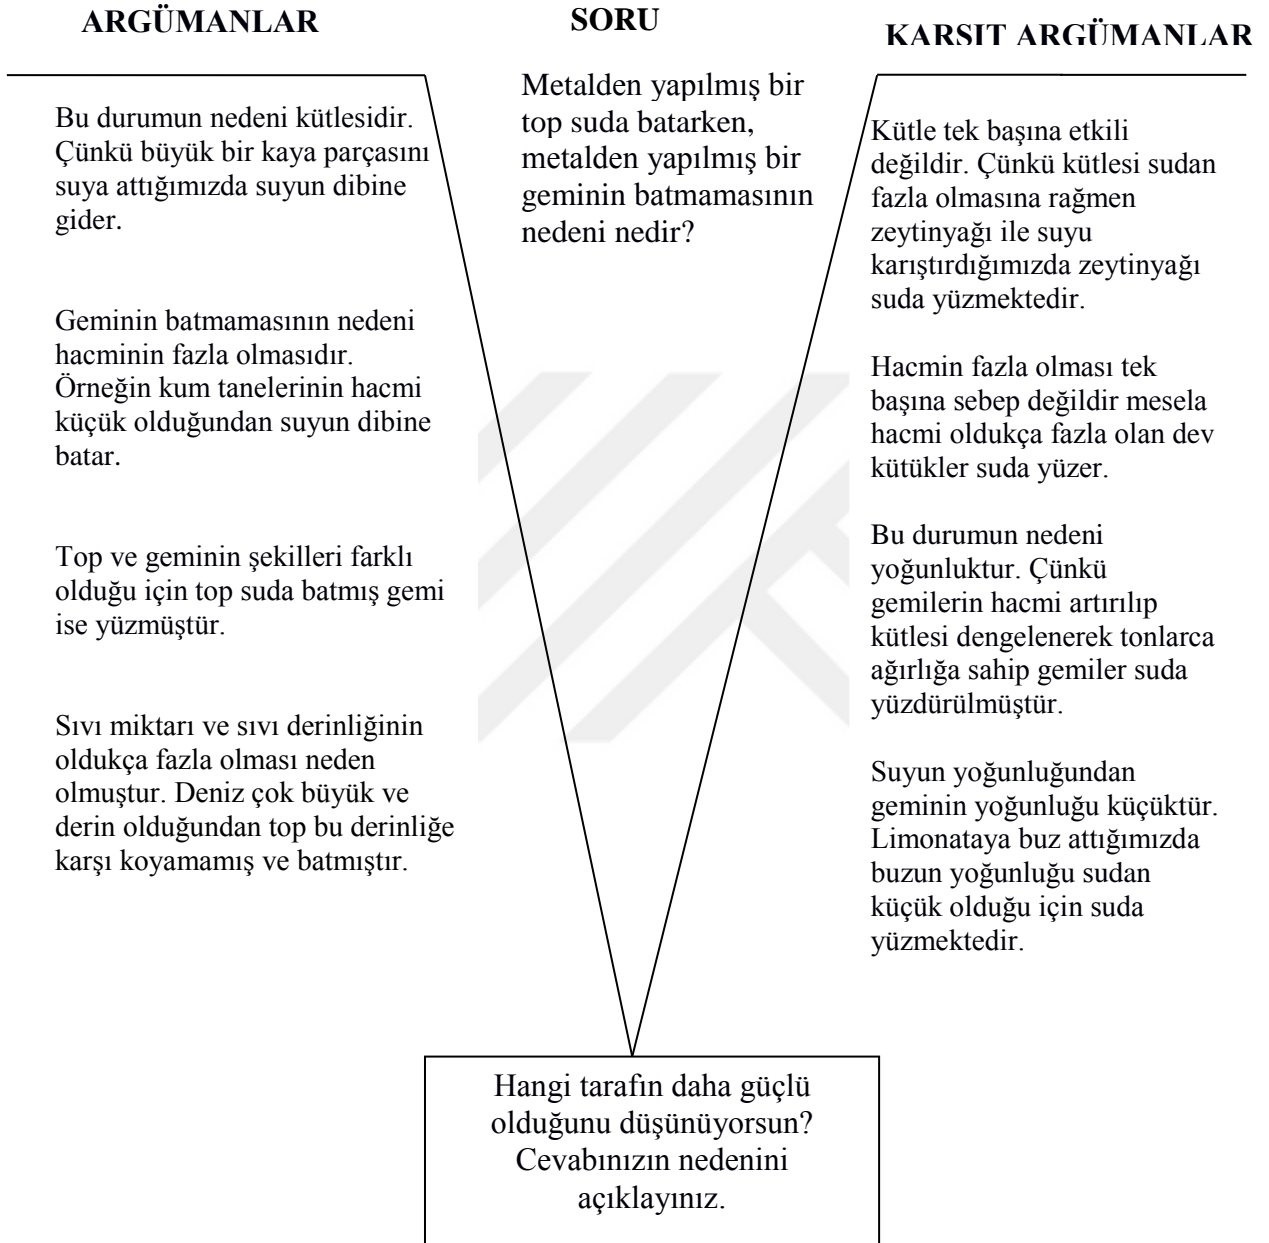 ARGÜMANLAR
Bu durumun nedeni kütlesidir.
Çünkü büyük bir kaya parçasını
suya attığımızda suyun dibine
gider.
Geminin batmamasının nedeni
hacminin fazla olmasıdır.
Örneğin kum tanelerinin hacmi
küçük olduğundan suyun dibine
batar.
Top ve geminin şekilleri farklı
olduğu için top suda batmış gemi
ise yüzmüştür.
Sıvı miktarı ve sıvı derinliğinin
oldukça fazla olması neden
olmuştur. Deniz çok büyük ve
derin olduğundan top bu derinliğe
karşı koyamamış ve batmıştır.
SORU
Metalden yapılmış bir
top suda batarken,
metalden yapılmış bir
geminin batmamasının
nedeni nedir?
KARSIT ARGÜMANLAR
Kütle tek başına etkili
değildir. Çünkü kütlesi sudan
fazla olmasına rağmen
zeytinyağı ile suyu
karıştırdığımızda zeytinyağı
suda yüzmektedir.
Hacmin fazla olması tek
başına sebep değildir mesela
hacmi oldukça fazla olan dev
kütükler suda yüzer.
Bu durumun nedeni
yoğunluktur. Çünkü
gemilerin hacmi artırılıp
kütlesi dengelenerek tonlarca
ağırlığa sahip gemiler suda
yüzdürülmüştür.
Suyun yoğunluğundan
geminin yoğunluğu küçüktür.
Limonataya buz attığımızda
buzun yoğunluğu sudan
küçük olduğu için suda
yüzmektedir.
Hangi tarafın daha güçlü
olduğunu düşünüyorsun?
Cevabınızın nedenini
açıklayınız.